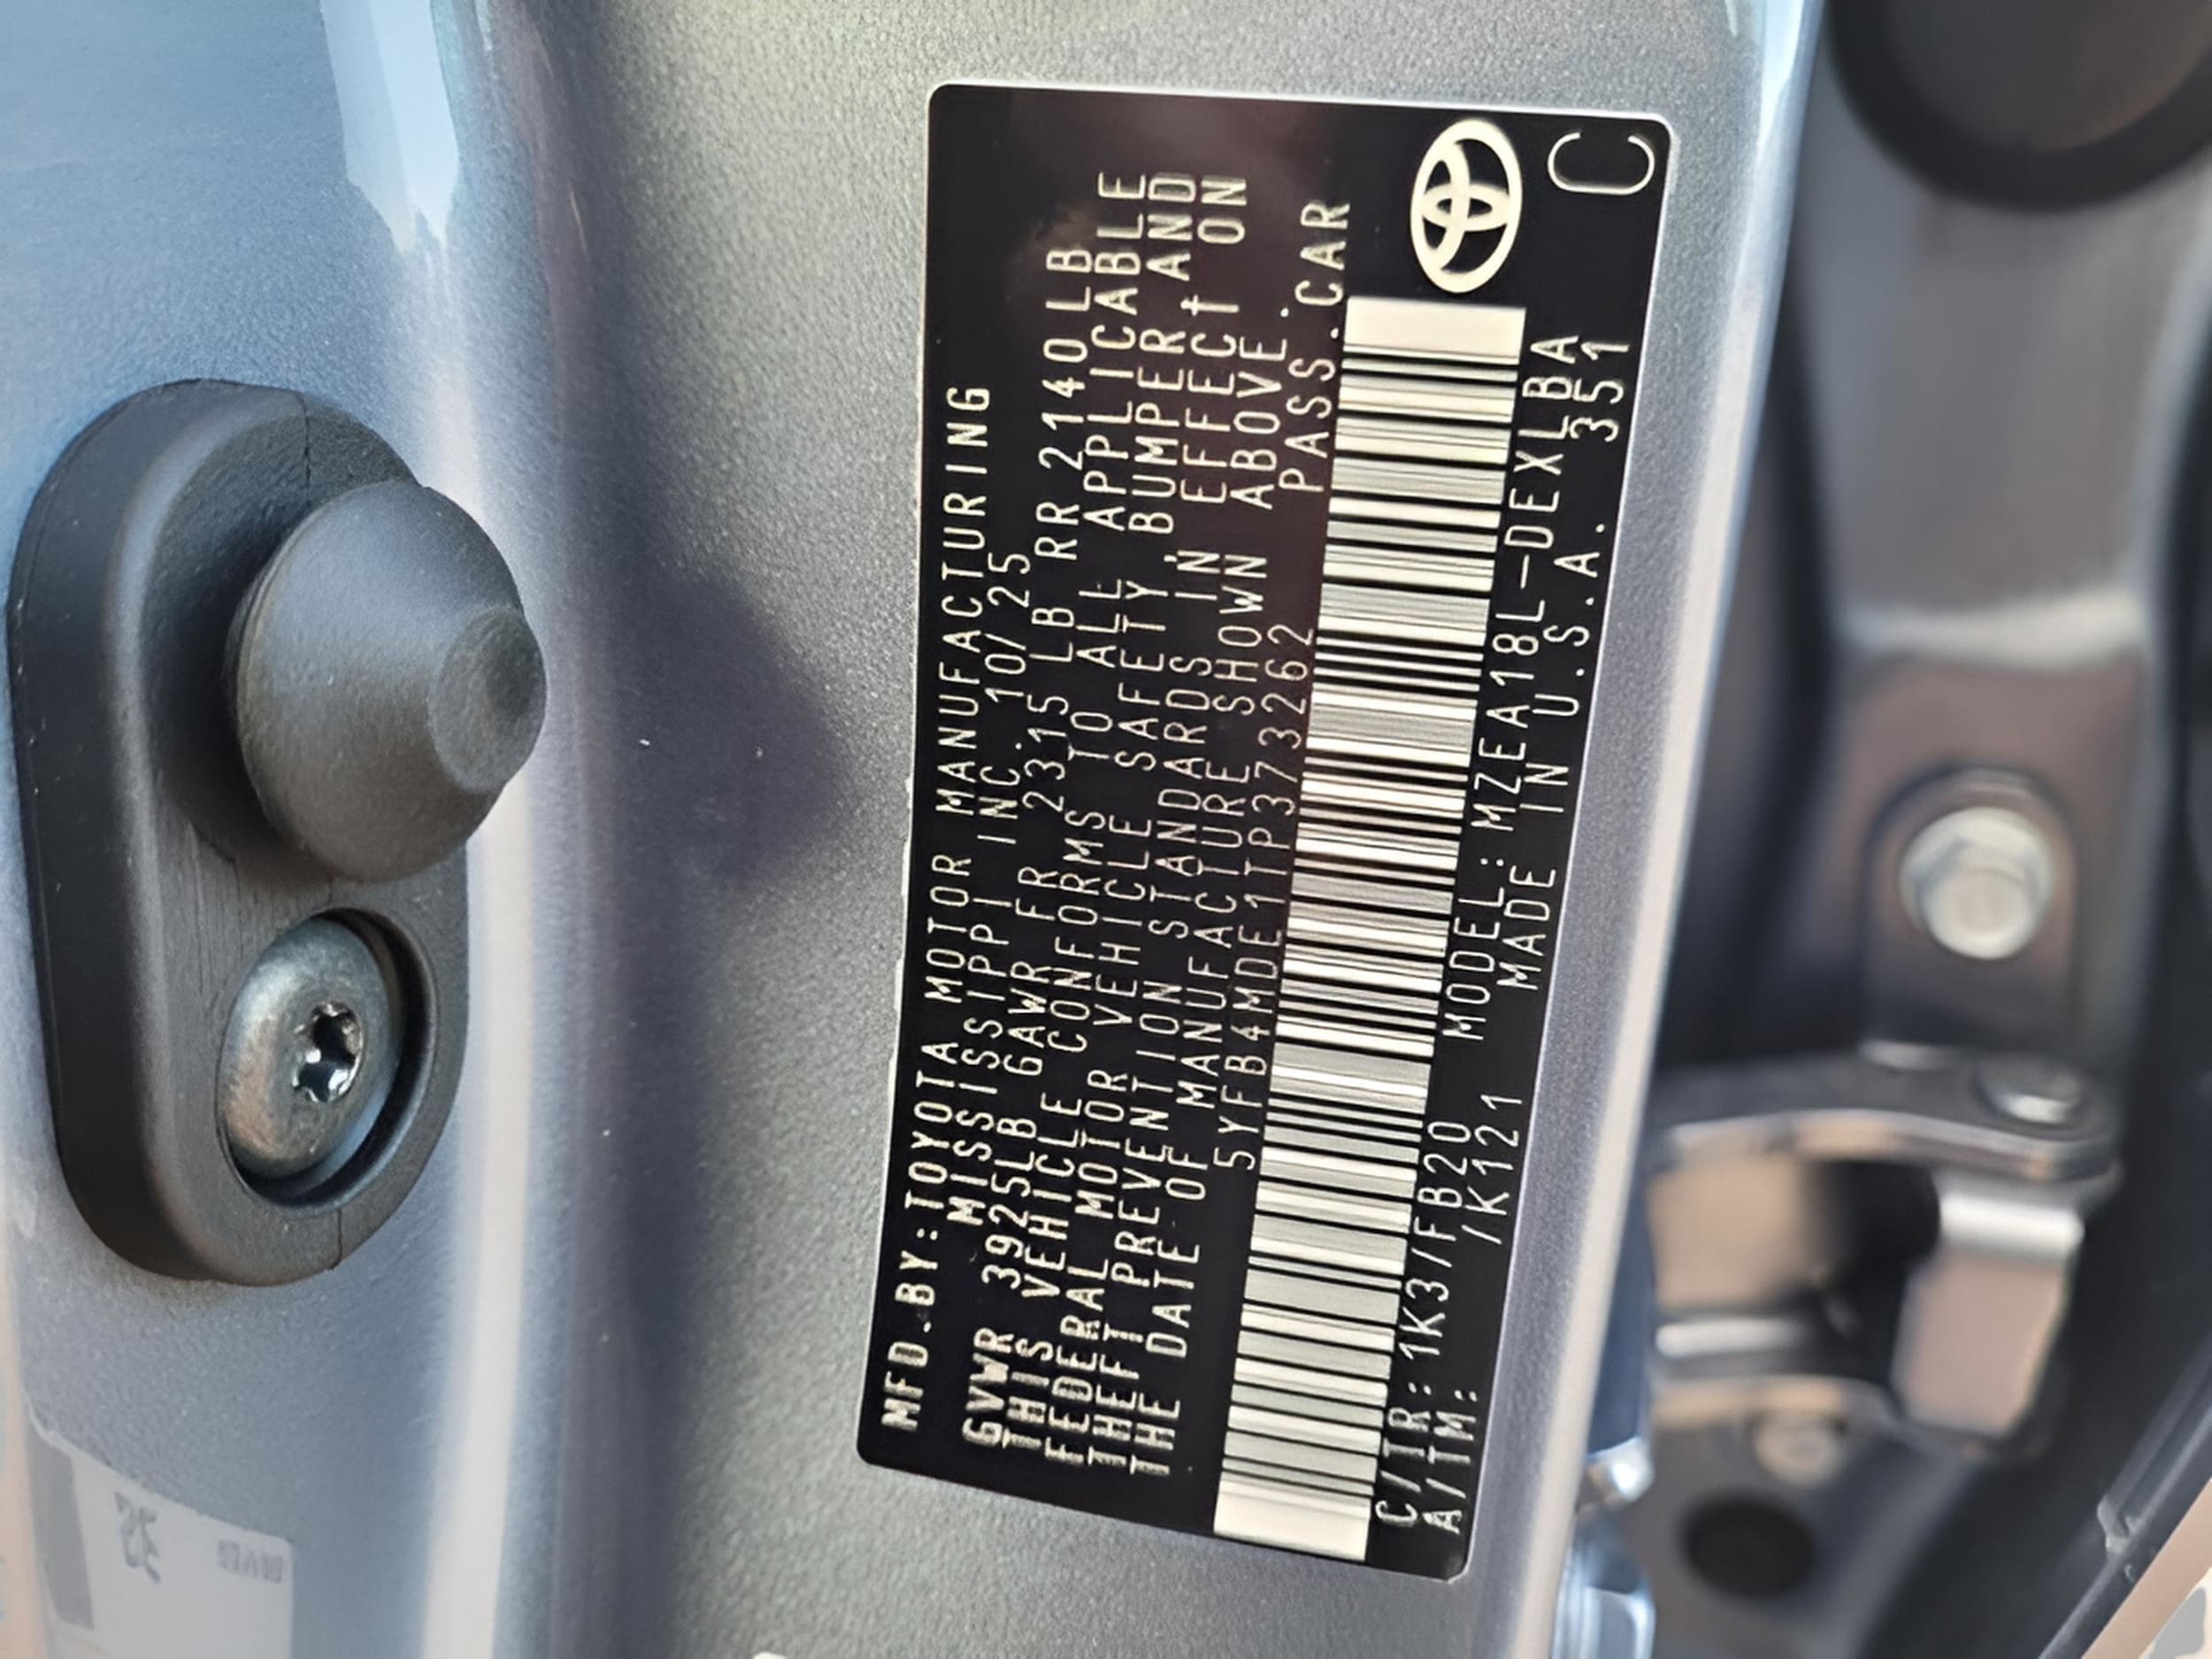 MFD.BY:TOYOTA MOTOR MANUFACTURING
MISSISSIPPI INC. 10/25
GVWR 3925LB GAWR FR 2315 LB RR 2140LB
THIS VEHICLE CONFORMS TO ALL APPLICABLE
FEDERAL MOTOR VEHICLE SAFETY, BUMPER, AND
THEFT PREVENTION STANDARDS IN EFFECT ON
THE DATE OF MANUFACTURE SHOWN ABOVE.
5YFB4MDE1TP373262 PASS.CAR
C/TR:1K3/FB20 MODEL:MZEA18L-DEXLBA
A/TM: /K121 MADE IN U.S.A. 351
C